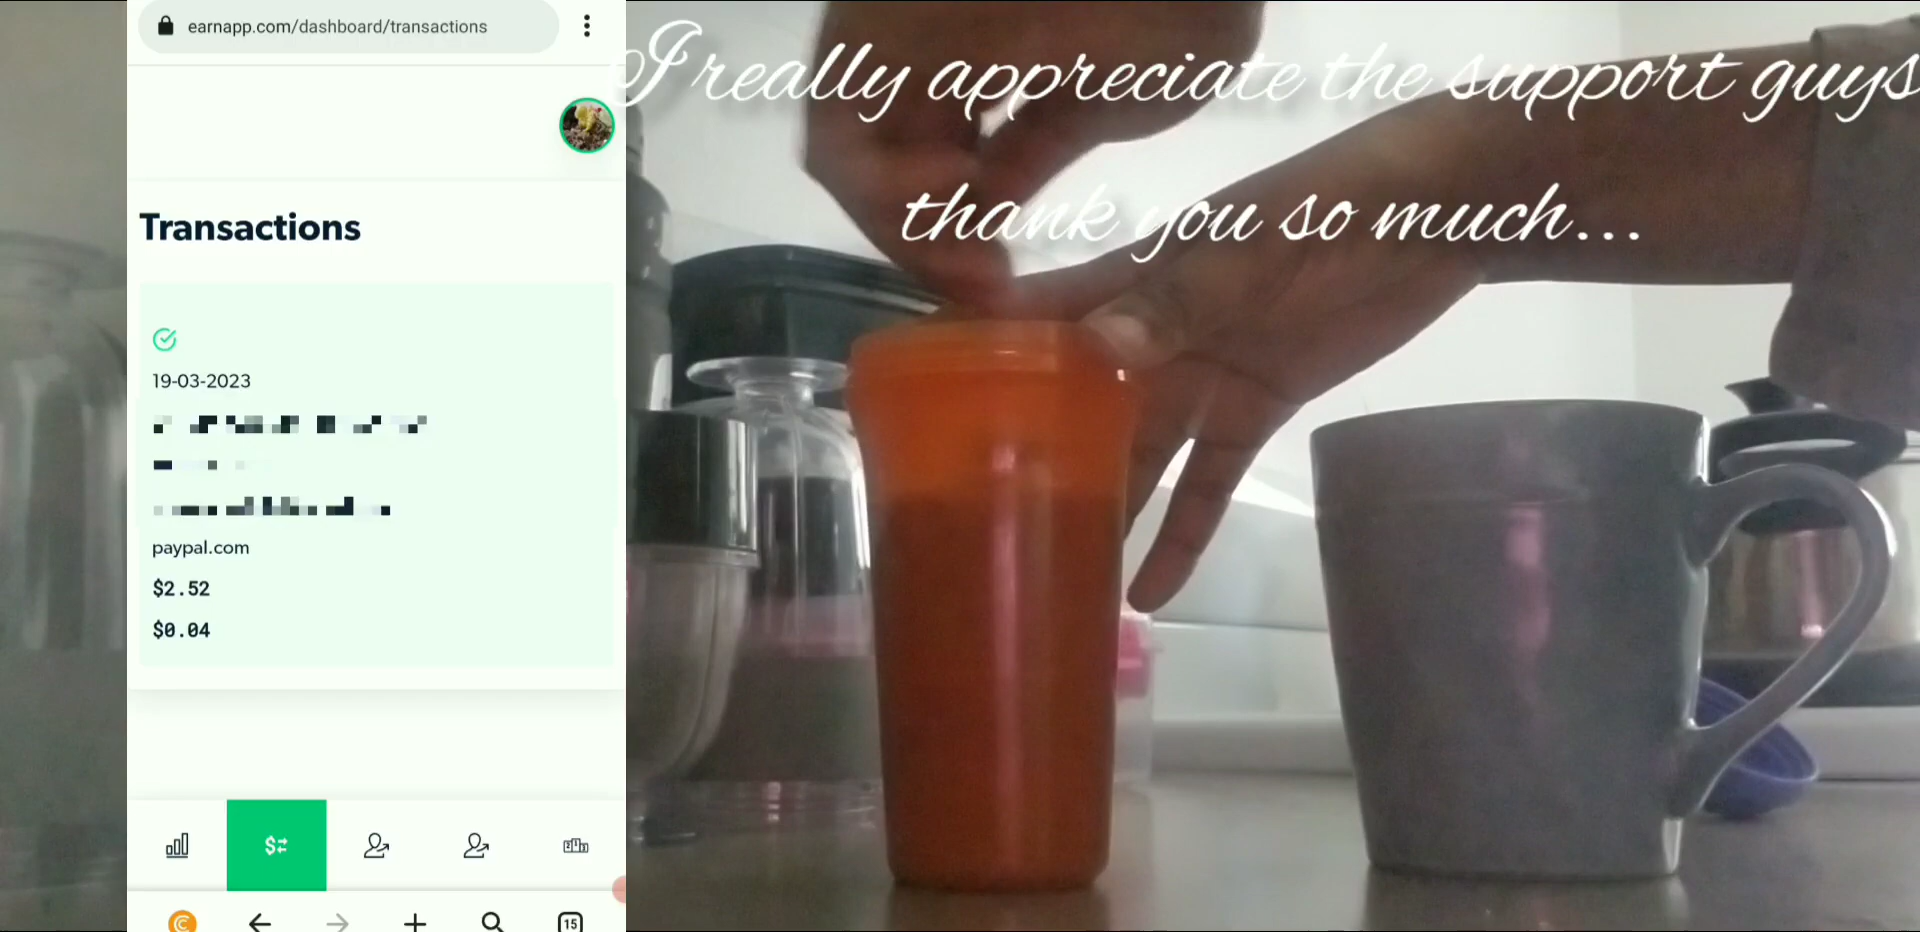 earnapp.com/dashboard/transactions
I really appreciate the support guys
thank you so much...
Transactions
19-03-2023
paypal.com
$2.52
$0.04
15